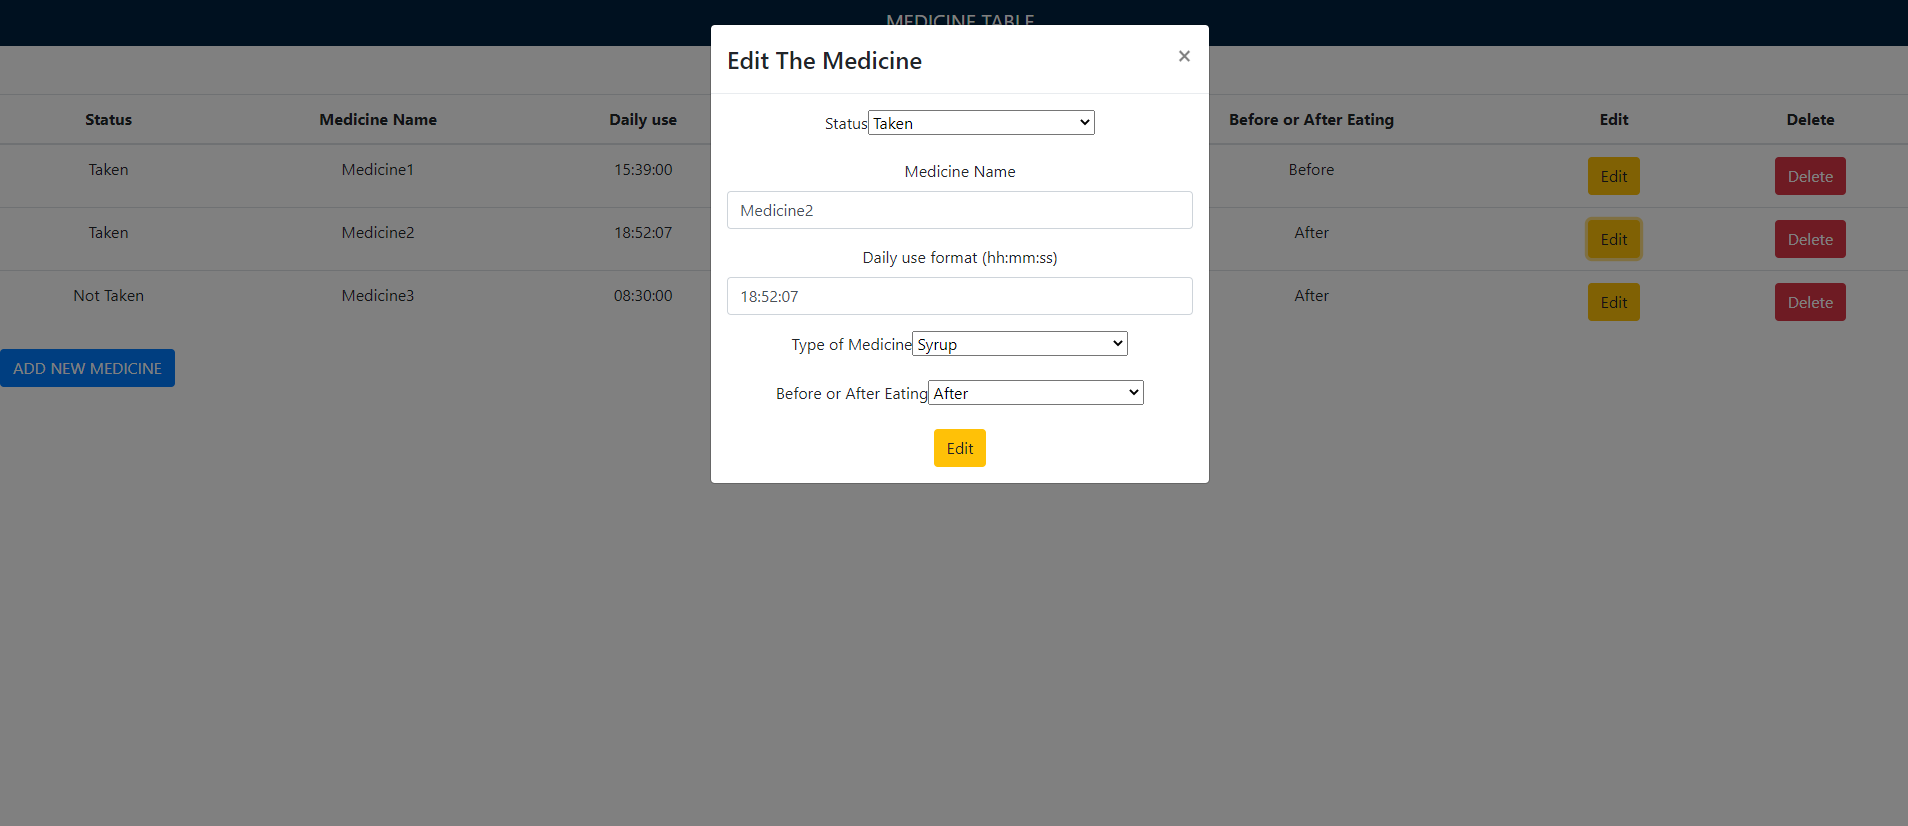 MEDICINE TABLE
Edit The Medicine ×
Status Taken
Medicine Name
Medicine2
Daily use format (hh:mm:ss)
18:52:07
Type of Medicine Syrup
Before or After Eating After
Edit
Status Medicine Name Daily use Before or After Eating Edit Delete
Taken Medicine1 15:39:00 Before Edit Delete
Taken Medicine2 18:52:07 After Edit Delete
Not Taken Medicine3 08:30:00 After Edit Delete
ADD NEW MEDICINE